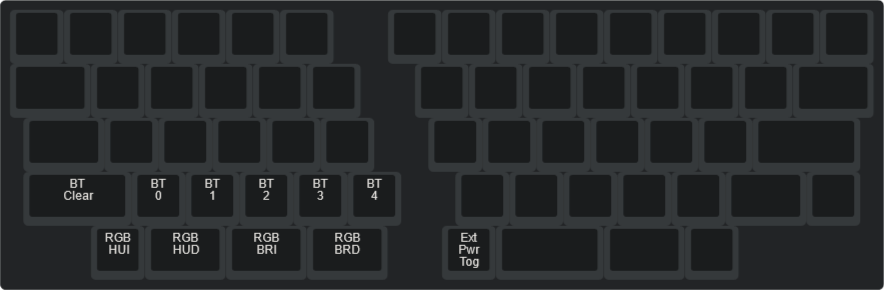 BT
Clear
BT
0
BT
1
BT
2
BT
3
BT
4
RGB
HUI
RGB
HUD
RGB
BRI
RGB
BRD
Ext
Pwr
Tog